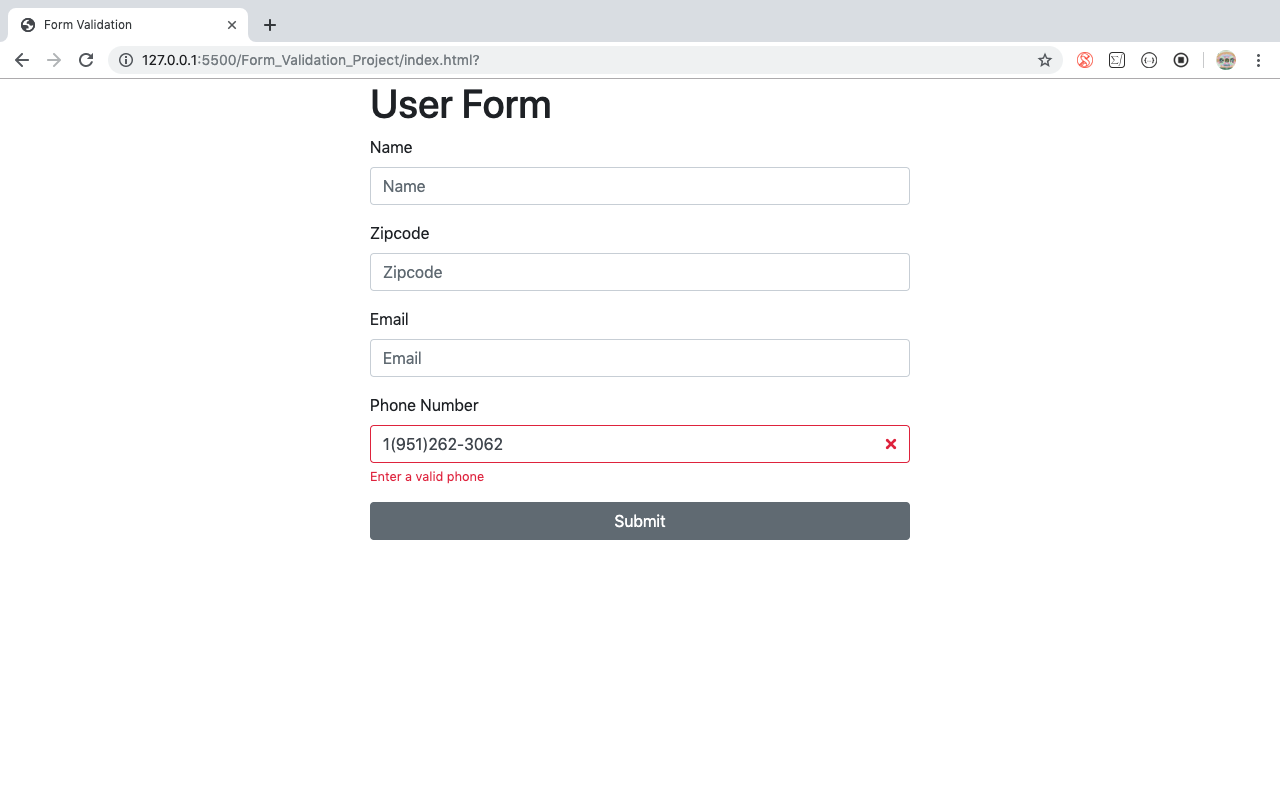 Form Validation
127.0.0.1:5500/Form_Validation_Project/index.html?
User Form
Name
Name
Zipcode
Zipcode
Email
Email
Phone Number
1(951)262-3062
Enter a valid phone
Submit